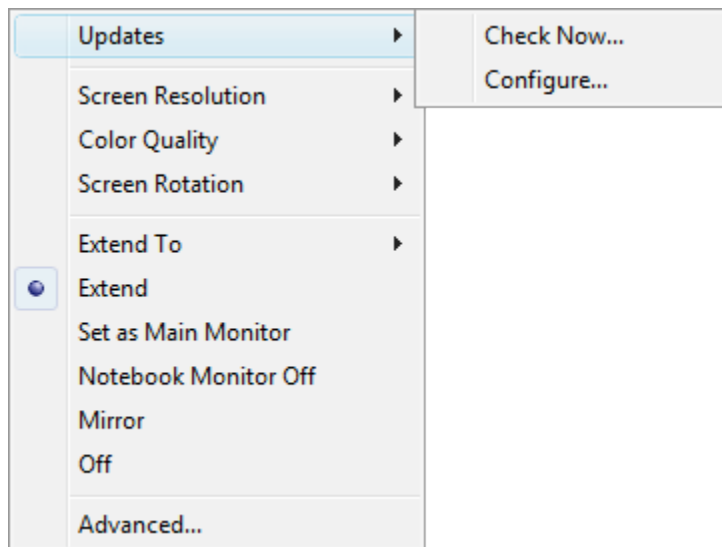 Updates
Check Now...
Configure...
Screen Resolution
Color Quality
Screen Rotation
Extend To
Extend
Set as Main Monitor
Notebook Monitor Off
Mirror
Off
Advanced...